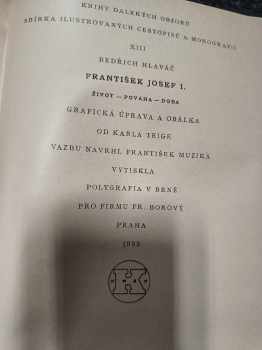 KNIHY DALEKÝCH OBZORŮ
SBÍRKA ILUSTROVANÝCH CESTOPISŮ A MONOGRAFIÍ
XIII
BEDŘICH HLAVÁČ
FRANTIŠEK JOSEF I.
ŽIVOT — POVAHA — DOBA
GRAFICKÁ ÚPRAVA A OBÁLKA
OD KARLA TEIGE
VAZBU NAVRHL FRANTIŠEK MUZIKA
VYTISKLA
POLYGRAFIA V BRNĚ
PRO FIRMU FR. BOROVÝ
PRAHA